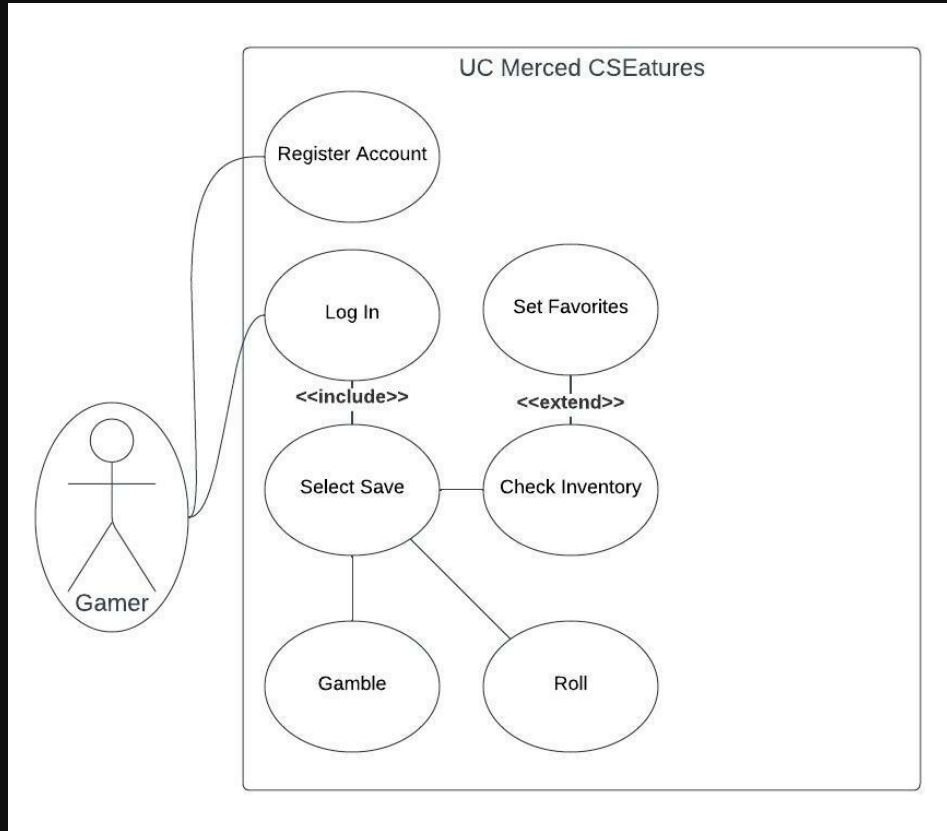 UC Merced CSEatures
Register Account
Log In
Set Favorites
<<include>>
<<extend>>
Select Save
Check Inventory
Gamer
Gamble
Roll